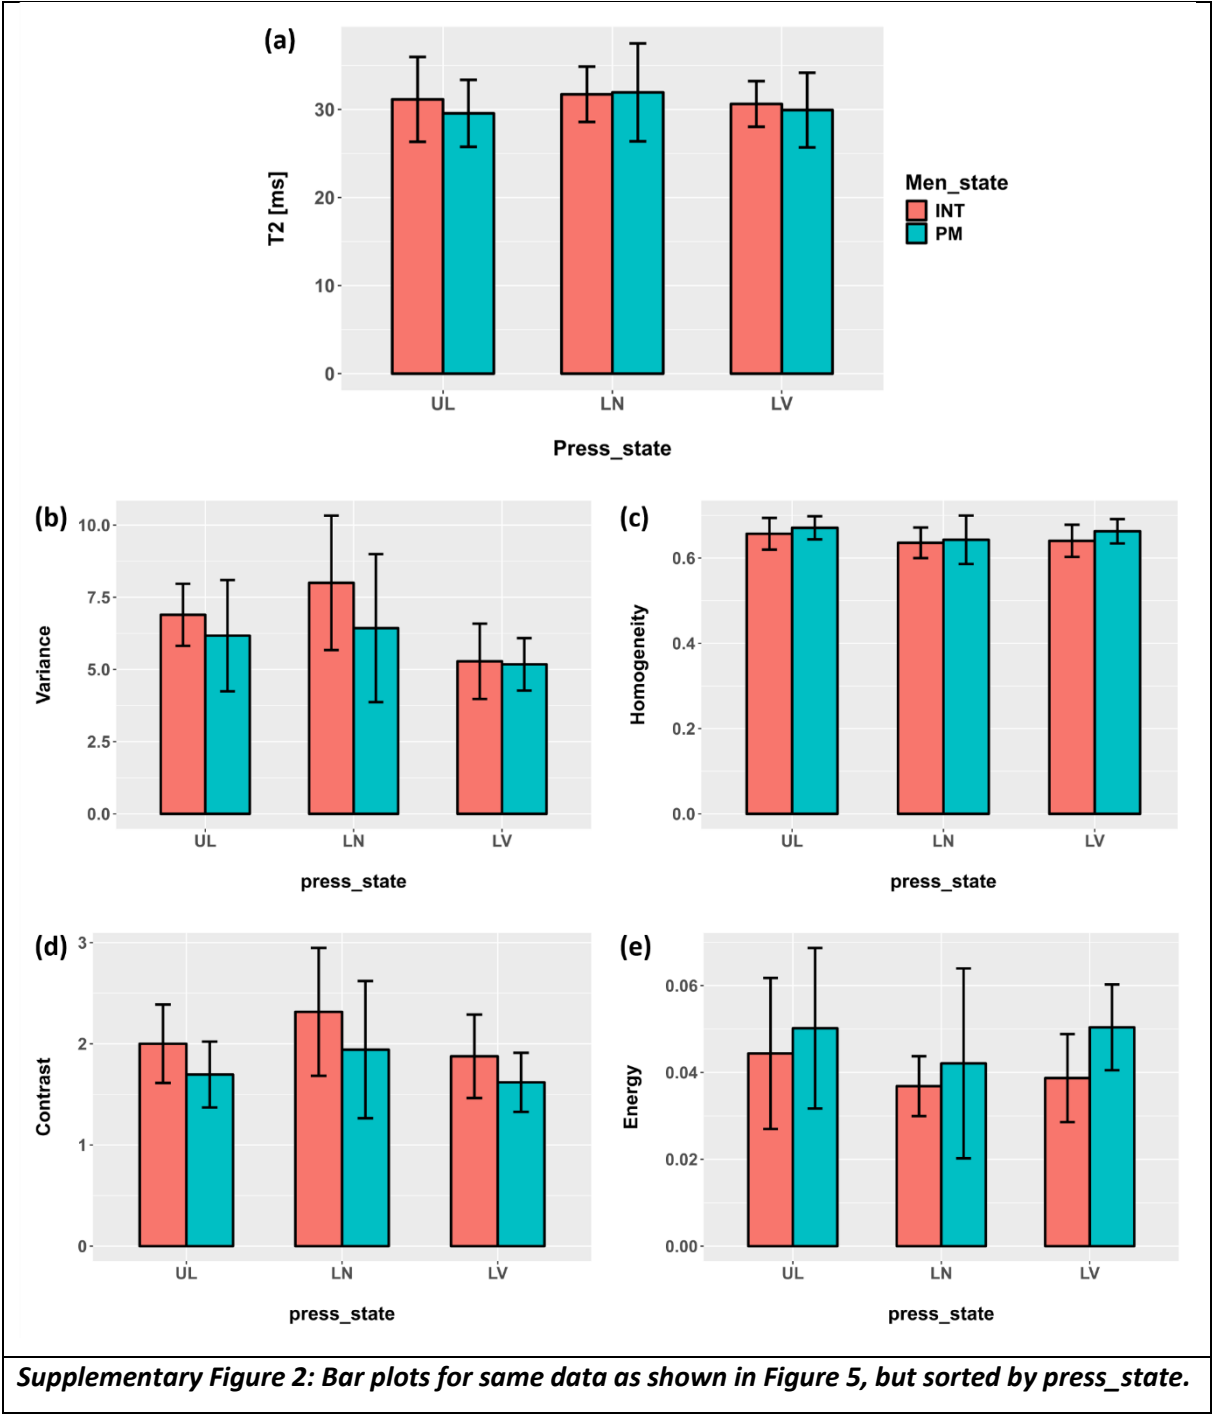 (a)
30
20
10
0
T2 [ms]
UL LN LV
Press_state
Men_state
INT
PM
(b)
10.0
7.5
5.0
2.5
0.0
Variance
UL LN LV
press_state
(c)
0.6
0.4
0.2
0.0
Homogeneity
UL LN LV
press_state
(d)
3
2
1
0
Contrast
UL LN LV
press_state
(e)
0.06
0.04
0.02
0.00
Energy
UL LN LV
press_state
Supplementary Figure 2: Bar plots for same data as shown in Figure 5, but sorted by press_state.